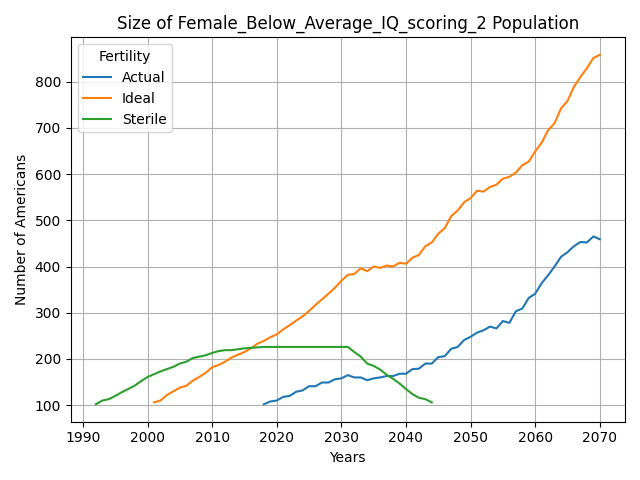 Size of Female_Below_Average_IQ_scoring_2 Population
Fertility
Actual
Ideal
Sterile
Number of Americans
800
700
600
500
400
300
200
100
1990
2000
2010
2020
2030
2040
2050
2060
2070
Years